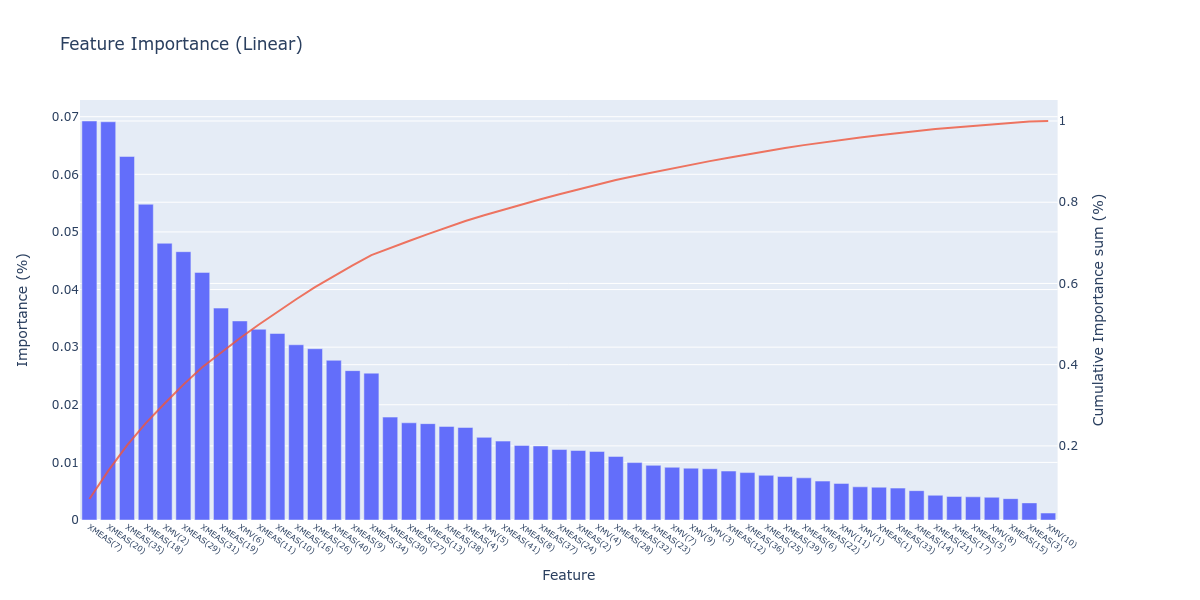 Feature Importance (Linear)
0.07
0.06
0.05
0.04
0.03
0.02
0.01
0
Importance (%)
1
0.8
0.6
0.4
0.2
Cumulative Importance sum (%)
XMEAS(7)
XMEAS(20)
XMEAS(35)
XMEAS(18)
XMV(2)
XMEAS(29)
XMEAS(31)
XMEAS(19)
XMV(6)
XMEAS(11)
XMEAS(10)
XMEAS(16)
XMEAS(26)
XMEAS(40)
XMEAS(9)
XMEAS(34)
XMEAS(30)
XMEAS(27)
XMEAS(13)
XMEAS(38)
XMEAS(4)
XMV(5)
XMEAS(41)
XMEAS(8)
XMEAS(37)
XMEAS(24)
XMEAS(2)
XMV(4)
XMEAS(28)
XMEAS(32)
XMEAS(23)
XMV(7)
XMV(9)
XMV(3)
XMEAS(12)
XMEAS(36)
XMEAS(25)
XMEAS(39)
XMEAS(6)
XMEAS(22)
XMV(11)
XMV(1)
XMEAS(1)
XMEAS(33)
XMEAS(14)
XMEAS(21)
XMEAS(17)
XMEAS(5)
XMV(8)
XMEAS(15)
XMEAS(3)
XMV(10)
Feature